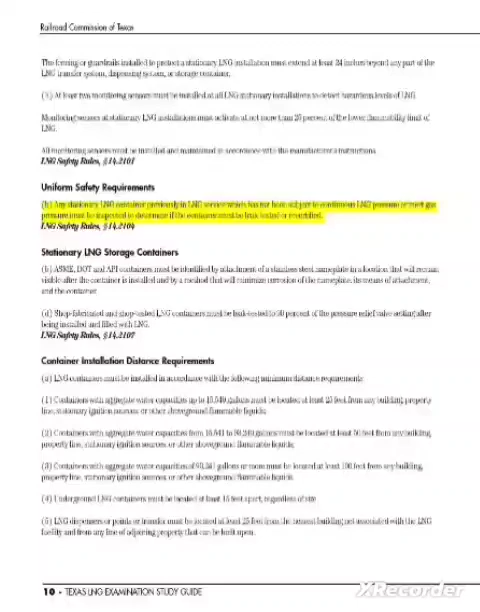 Railroad Commission of Texas
The fencing or guardrails installed to protect a stationary LNG installation must extend at least 24 inches beyond any part of the
LNG transfer system, dispensing system, or storage container.
At least two monitoring sensors must be installed at all LNG stationary installations to detect hazardous levels of LNG.
Monitoring sensors at stationary LNG installations must activate at not more than 25 percent of the lower flammability limit of
LNG.
All monitoring sensors must be installed and maintained in accordance with the manufacturer's instructions.
LNG Safety Rules, §14.2101
Uniform Safety Requirements
(h) Any stationary LNG container previously in LNG service which has not been subject to continuous LNG pressure or inert gas
pressure must be inspected to determine if the container must be leak tested or recertified.
LNG Safety Rules, §14.2104
Stationary LNG Storage Containers
(b) ASME, DOT and API containers must be identified by attachment of a stainless steel nameplate in a location that will remain
visible after the container is installed and by a method that will minimize corrosion of the nameplate, its means of attachment,
and the container.
(d) Shop-fabricated and shop-tested LNG containers must be leak-tested to 50 percent of the pressure relief valve setting after
being installed and filled with LNG.
LNG Safety Rules, §14.2107
Container Installation Distance Requirements
(a) LNG containers must be installed in accordance with the following minimum distance requirements:
(1) Containers with aggregate water capacities up to gallons must be located at least 25 feet from any building, property
line, stationary ignition sources, or other aboveground flammable liquids;
(2) Containers with aggregate water capacities from to gallons must be located at least 50 feet from any building,
property line, stationary ignition sources, or other aboveground flammable liquids;
(3) Containers with aggregate water capacities of gallons or more must be located at least 100 feet from any building,
property line, stationary ignition sources, or other aboveground flammable liquids.
(4) Underground LNG containers must be located at least 15 feet apart, regardless of size.
(5) LNG dispensers or points of transfer must be located at least 25 feet from the nearest building not associated with the LNG
facility and from any line of adjoining property that can be built upon.
10 • TEXAS LNG EXAMINATION STUDY GUIDE
XRecorder